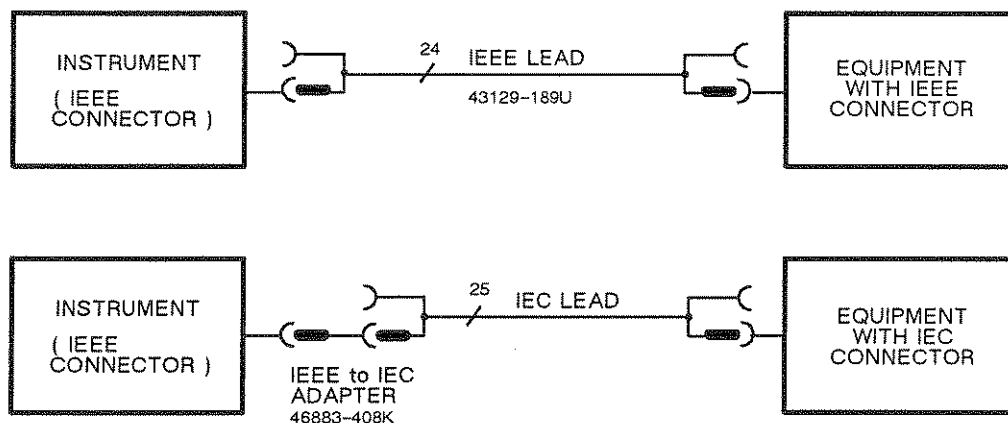 INSTRUMENT
( IEEE
CONNECTOR )
24
IEEE LEAD
43129-189U
EQUIPMENT
WITH IEEE
CONNECTOR
INSTRUMENT
( IEEE
CONNECTOR )
IEEE to IEC
ADAPTER
46883-408K
25
IEC LEAD
EQUIPMENT
WITH IEC
CONNECTOR